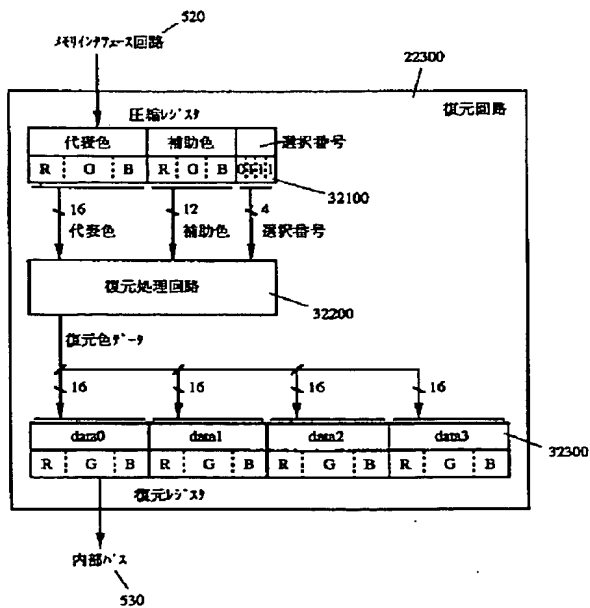 520
メモリインタフェース回路
22300
復元回路
圧縮レジスタ
代表色 補助色 選択番号
R G B R G B
32100
16 12 4
代表色 補助色 選択番号
復元処理回路
32200
復元色データ
16 16 16 16
data0 data1 data2 data3
32300
R G B R G B R G B R G B
復元レジスタ
内部バス
530